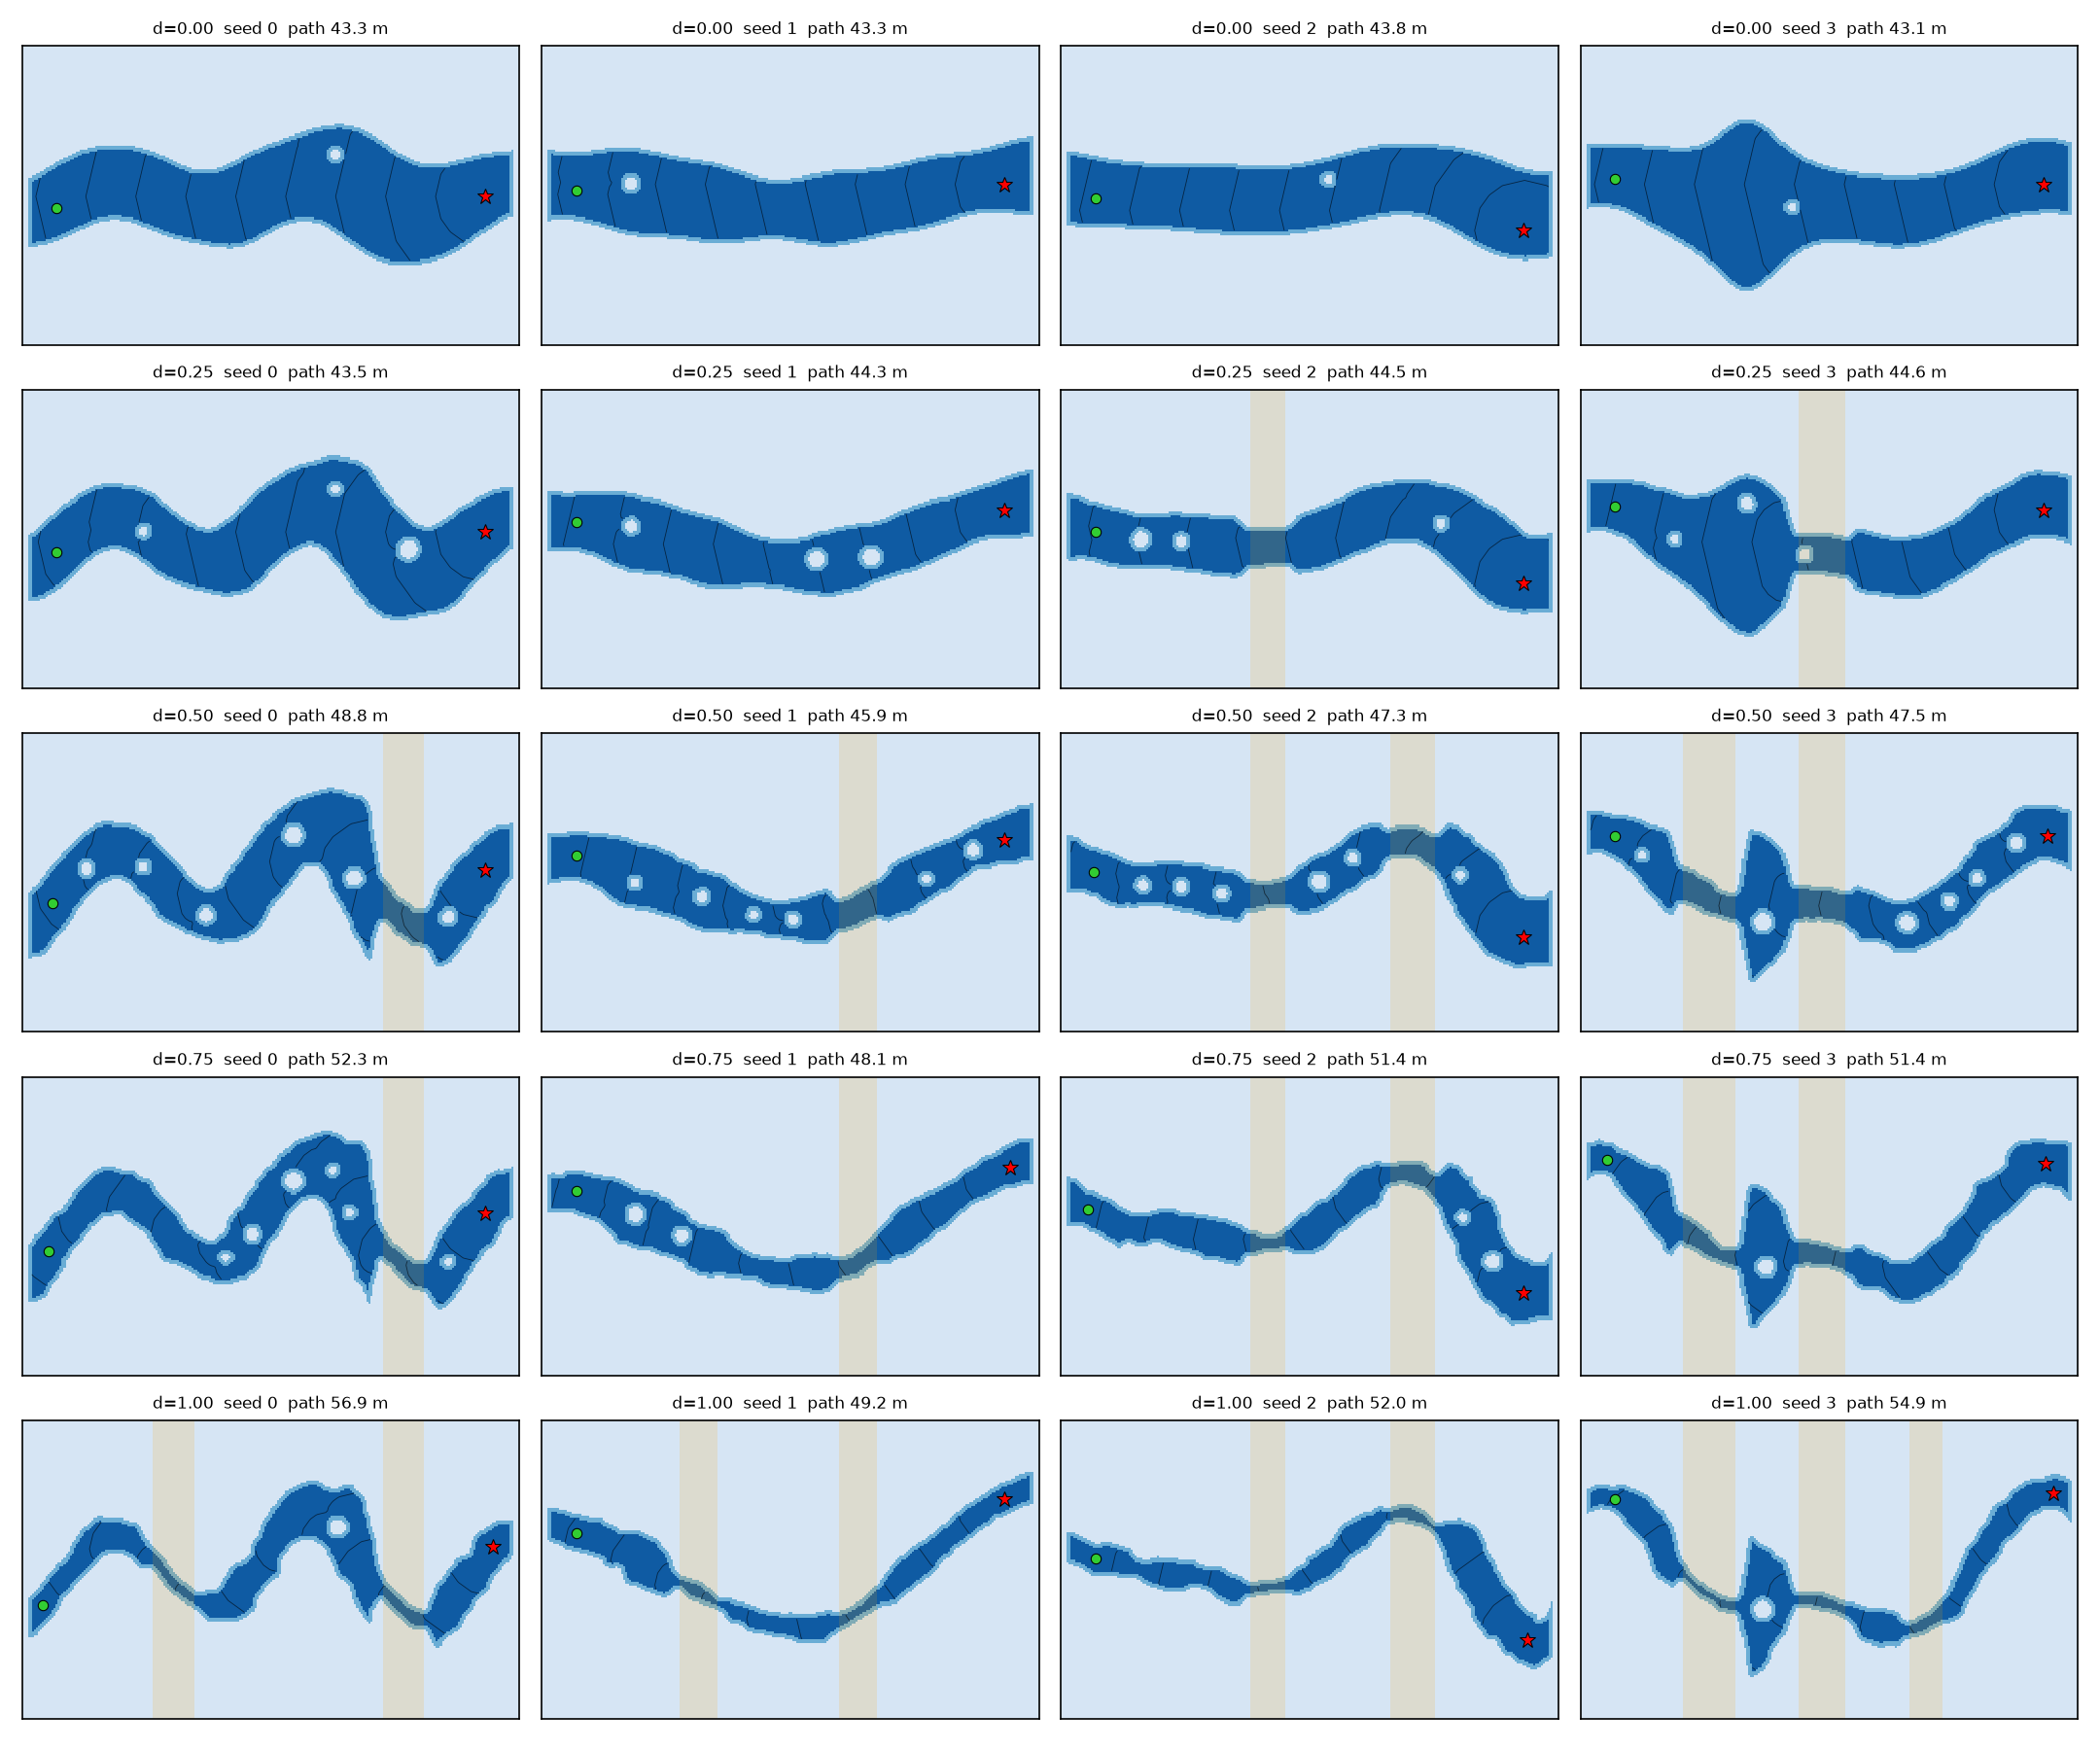 d=0.00 seed 0 path 43.3 m
d=0.00 seed 1 path 43.3 m
d=0.00 seed 2 path 43.8 m
d=0.00 seed 3 path 43.1 m
d=0.25 seed 0 path 43.5 m
d=0.25 seed 1 path 44.3 m
d=0.25 seed 2 path 44.5 m
d=0.25 seed 3 path 44.6 m
d=0.50 seed 0 path 48.8 m
d=0.50 seed 1 path 45.9 m
d=0.50 seed 2 path 47.3 m
d=0.50 seed 3 path 47.5 m
d=0.75 seed 0 path 52.3 m
d=0.75 seed 1 path 48.1 m
d=0.75 seed 2 path 51.4 m
d=0.75 seed 3 path 51.4 m
d=1.00 seed 0 path 56.9 m
d=1.00 seed 1 path 49.2 m
d=1.00 seed 2 path 52.0 m
d=1.00 seed 3 path 54.9 m